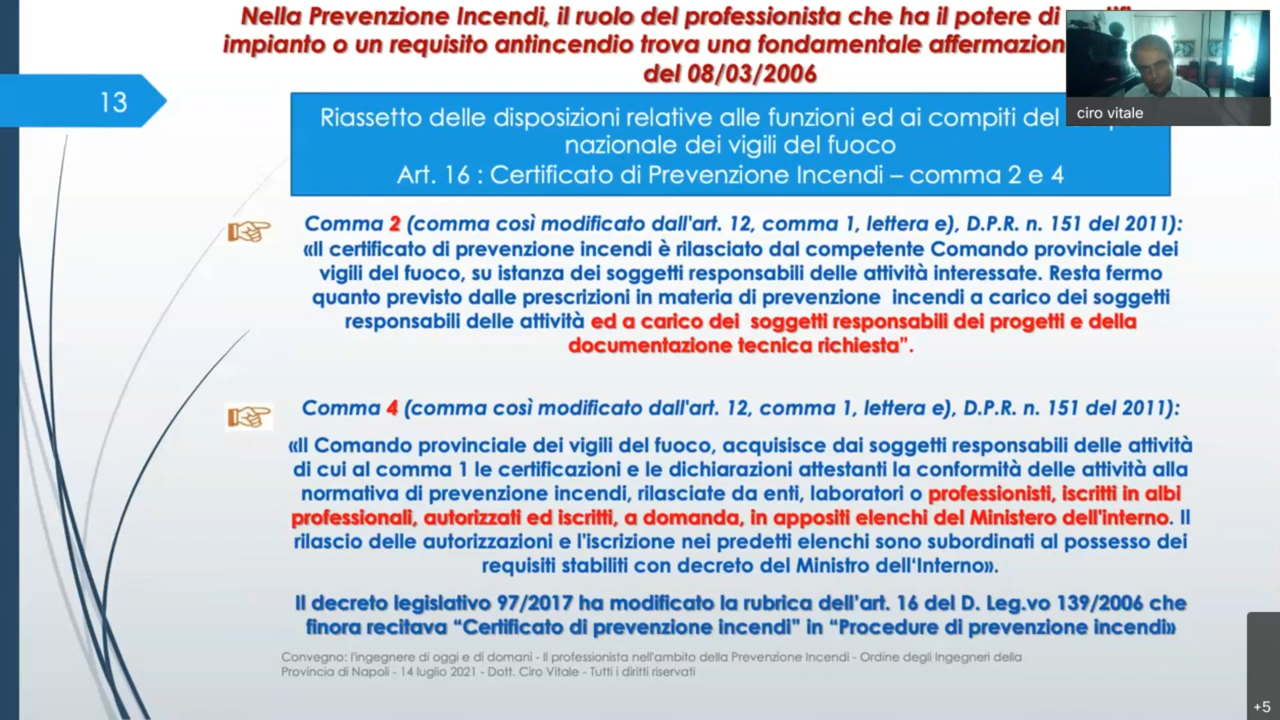 Nella Prevenzione Incendi, il ruolo del professionista che ha il potere di
impianto o un requisito antincendio trova una fondamentale affermazion
del 08/03/2006
13
ciro vitale
Riassetto delle disposizioni relative alle funzioni ed ai compiti del
nazionale dei vigili del fuoco
Art. 16 : Certificato di Prevenzione Incendi – comma 2 e 4
Comma 2 (comma così modificato dall'art. 12, comma 1, lettera e), D.P.R. n. 151 del 2011):
«Il certificato di prevenzione incendi è rilasciato dal competente Comando provinciale dei
vigili del fuoco, su istanza dei soggetti responsabili delle attività interessate. Resta fermo
quanto previsto dalle prescrizioni in materia di prevenzione incendi a carico dei soggetti
responsabili delle attività ed a carico dei soggetti responsabili dei progetti e della
documentazione tecnica richiesta”.
Comma 4 (comma così modificato dall'art. 12, comma 1, lettera e), D.P.R. n. 151 del 2011):
«Il Comando provinciale dei vigili del fuoco, acquisisce dai soggetti responsabili delle attività
di cui al comma 1 le certificazioni e le dichiarazioni attestanti la conformità delle attività alla
normativa di prevenzione incendi, rilasciate da enti, laboratori o professionisti, iscritti in albi
professionali, autorizzati ed iscritti, a domanda, in appositi elenchi del Ministero dell'interno. Il
rilascio delle autorizzazioni e l'iscrizione nei predetti elenchi sono subordinati al possesso dei
requisiti stabiliti con decreto del Ministro dell‘Interno».
Il decreto legislativo 97/2017 ha modificato la rubrica dell’art. 16 del D. Leg.vo 139/2006 che
finora recitava “Certificato di prevenzione incendi” in “Procedure di prevenzione incendi»
Convegno: l'ingegnere di oggi e di domani - Il professionista nell'ambito della Prevenzione Incendi - Ordine degli Ingegneri della
Provincia di Napoli - 14 luglio 2021 - Dott. Ciro Vitale - Tutti i diritti riservati
+5